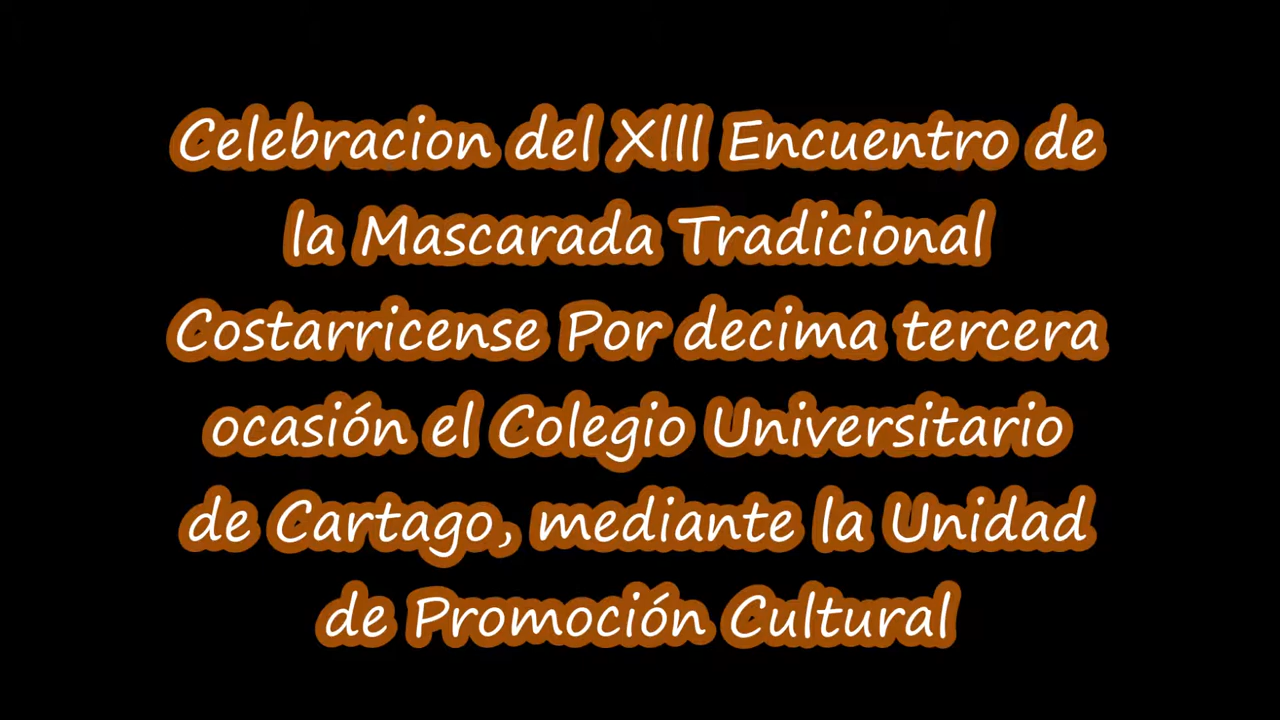 Celebracion del Xlll Encuentro de
la Mascarada Tradicional
Costarricense Por decima tercera
ocasión el Colegio Universitario
de Cartago, mediante la Unidad
de Promoción Cultural